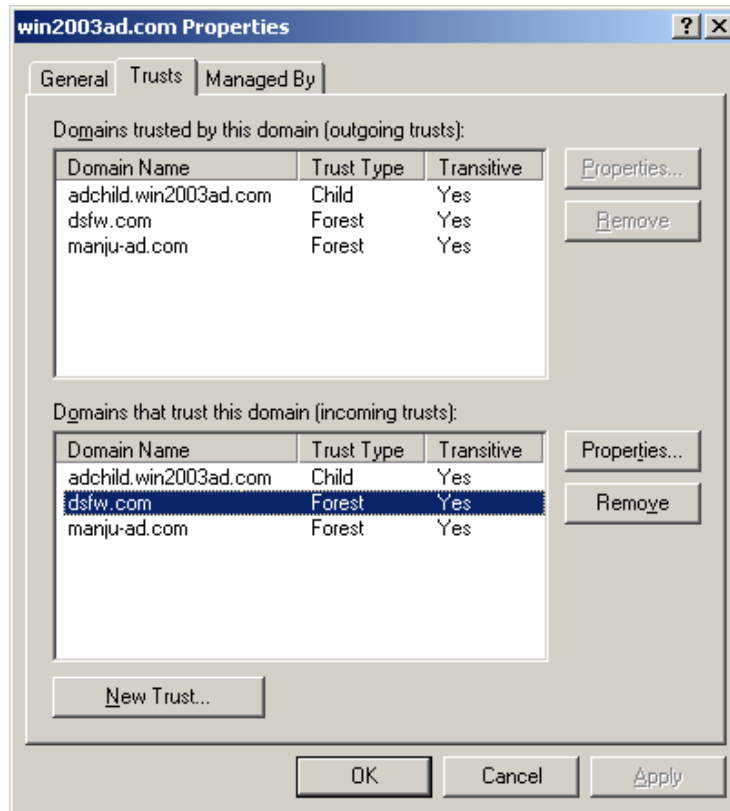 win2003ad.com Properties
General Trusts Managed By
Domains trusted by this domain (outgoing trusts):
Domain Name Trust Type Transitive
adchild.win2003ad.com Child Yes
dsfw.com Forest Yes
manju-ad.com Forest Yes
Properties...
Remove
Domains that trust this domain (incoming trusts):
Domain Name Trust Type Transitive
adchild.win2003ad.com Child Yes
dsfw.com Forest Yes
manju-ad.com Forest Yes
Properties...
Remove
New Trust...
OK Cancel Apply